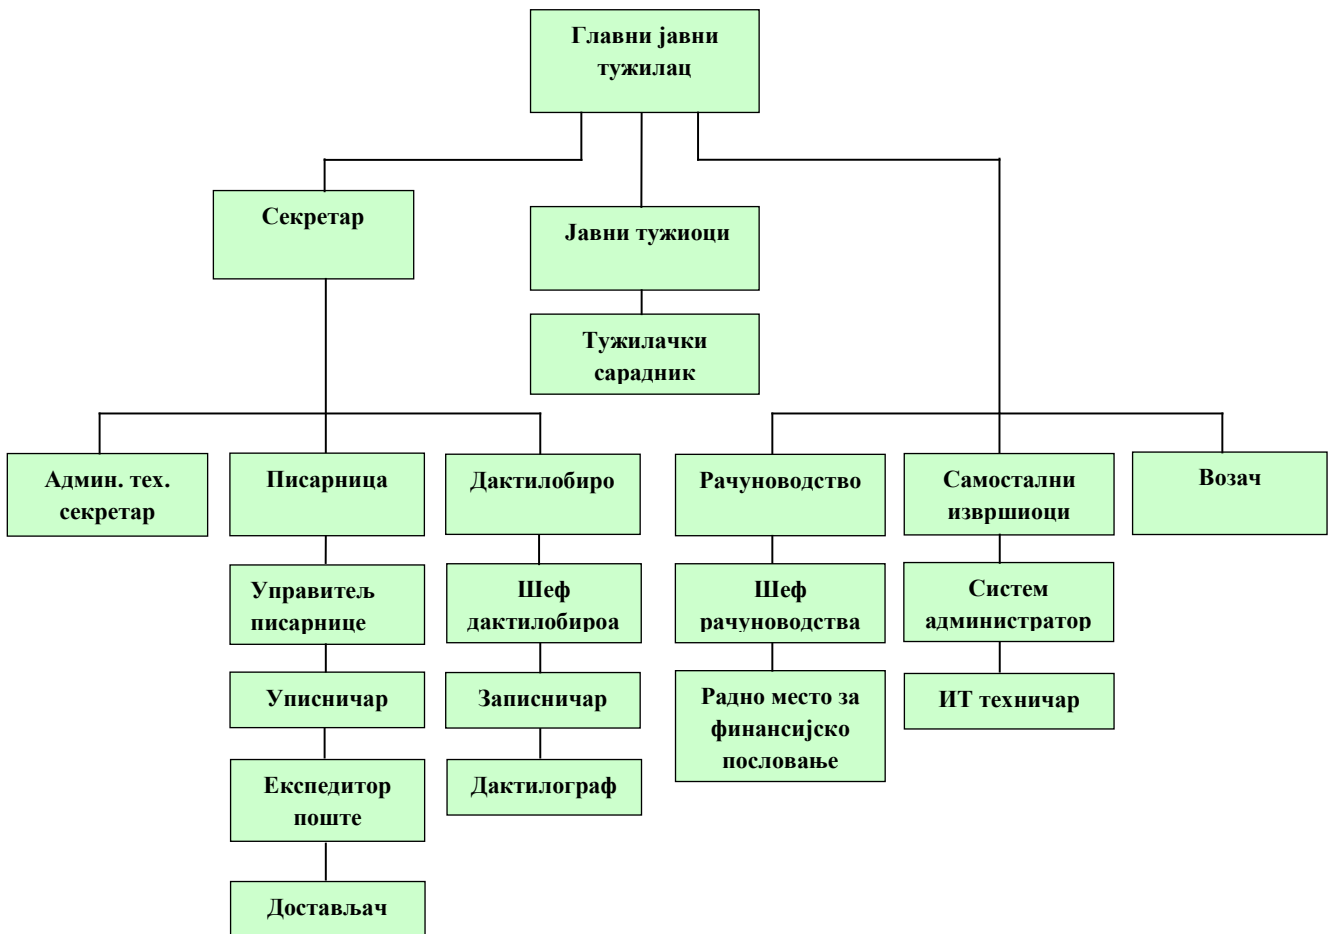 Главни јавни
тужилац
Секретар
Јавни тужиоци
Тужилачки
сарадник
Админ. тех.
секретар
Писарница
Дактилобиро
Рачуноводство
Самостални
извршиоци
Возач
Управитељ
писарнице
Шеф
дактилобироа
Шеф
рачуноводства
Систем
администратор
Уписничар
Записничар
Радно место за
финансијско
пословање
ИТ техничар
Експедитор
поште
Дактилограф
Достављач